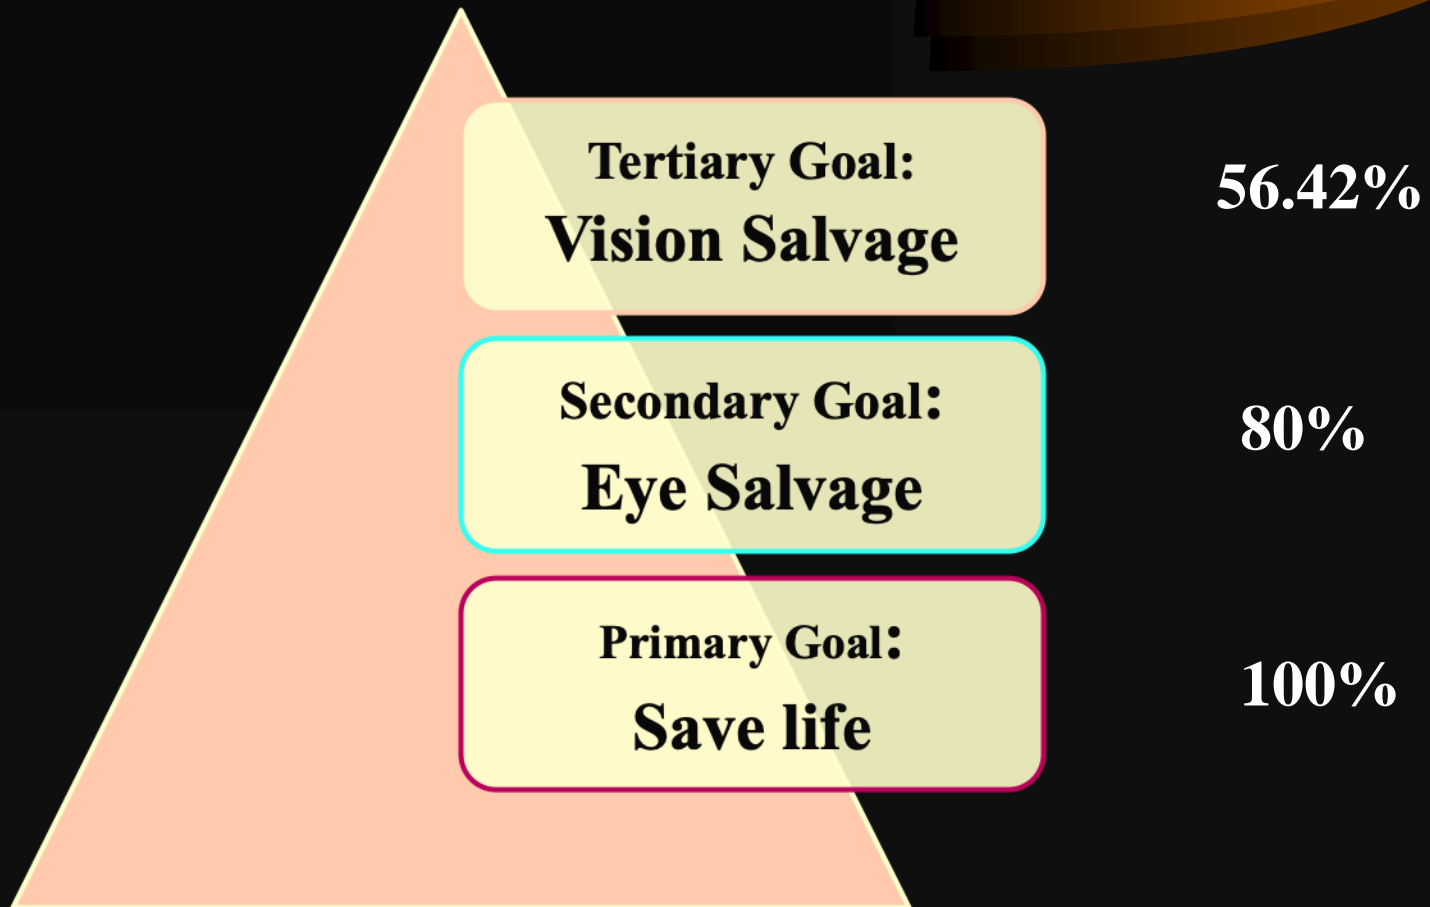 Tertiary Goal:
Vision Salvage
56.42%
Secondary Goal:
Eye Salvage
80%
Primary Goal:
Save life
100%